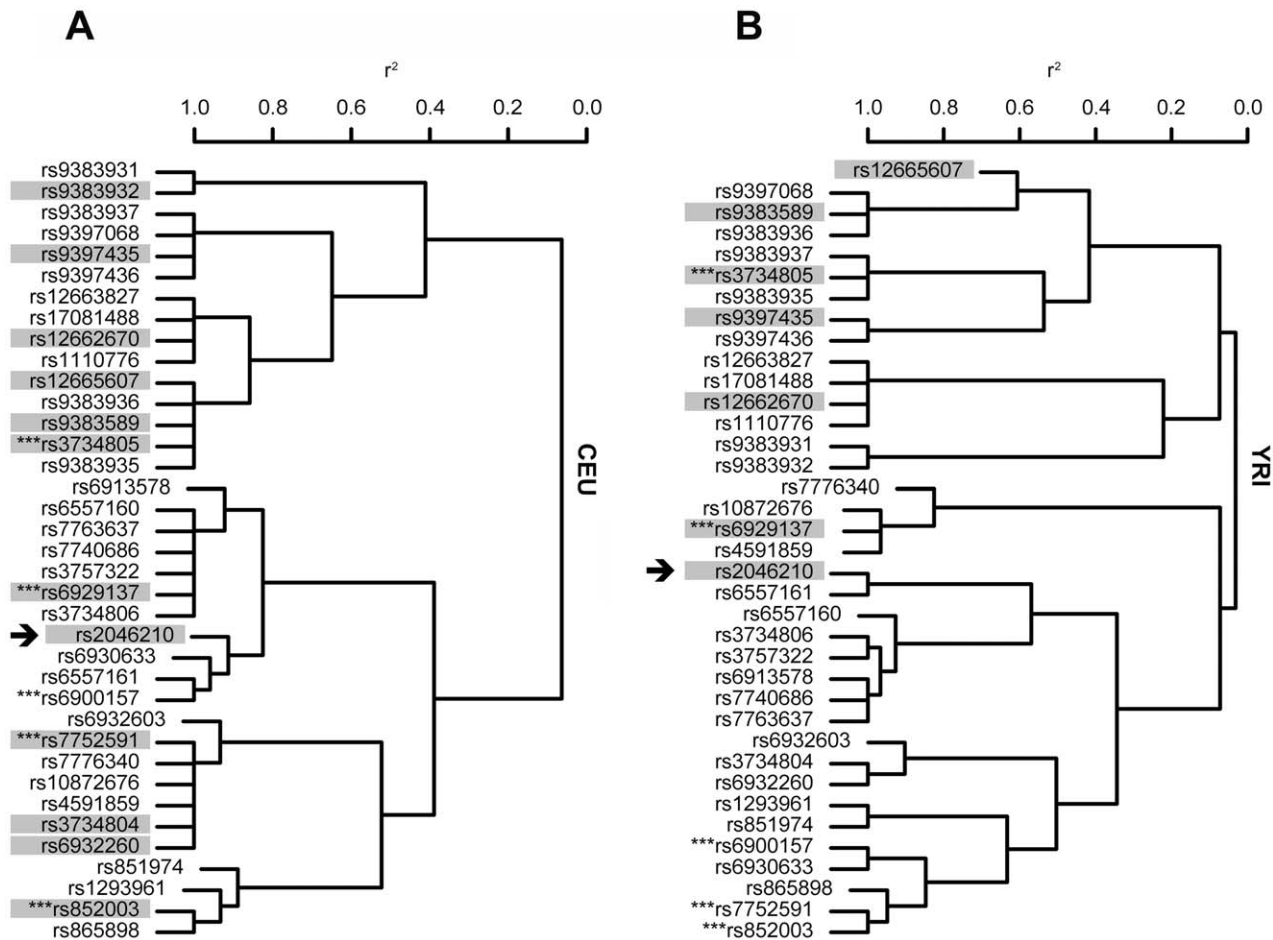 A
r²
1.0 0.8 0.6 0.4 0.2 0.0
rs9383931
rs9383932
rs9383937
rs9397068
rs9397435
rs9397436
rs12663827
rs17081488
rs12662670
rs1110776
rs12665607
rs9383936
rs9383589
***rs3734805
rs9383935
rs6913578
rs6557160
rs7763637
rs7740686
rs3757322
***rs6929137
rs3734806
rs2046210
rs6930633
rs6557161
***rs6900157
rs6932603
***rs7752591
rs7776340
rs10872676
rs4591859
rs3734804
rs6932260
rs851974
rs1293961
***rs852003
rs865898
CEU
B
r²
1.0 0.8 0.6 0.4 0.2 0.0
rs12665607
rs9397068
rs9383589
rs9383936
rs9383937
***rs3734805
rs9383935
rs9397435
rs9397436
rs12663827
rs17081488
rs12662670
rs1110776
rs9383931
rs9383932
rs7776340
rs10872676
***rs6929137
rs4591859
rs2046210
rs6557161
rs6557160
rs3734806
rs3757322
rs6913578
rs7740686
rs7763637
rs6932603
rs3734804
rs6932260
rs1293961
rs851974
***rs6900157
rs6930633
rs865898
***rs7752591
***rs852003
YRI